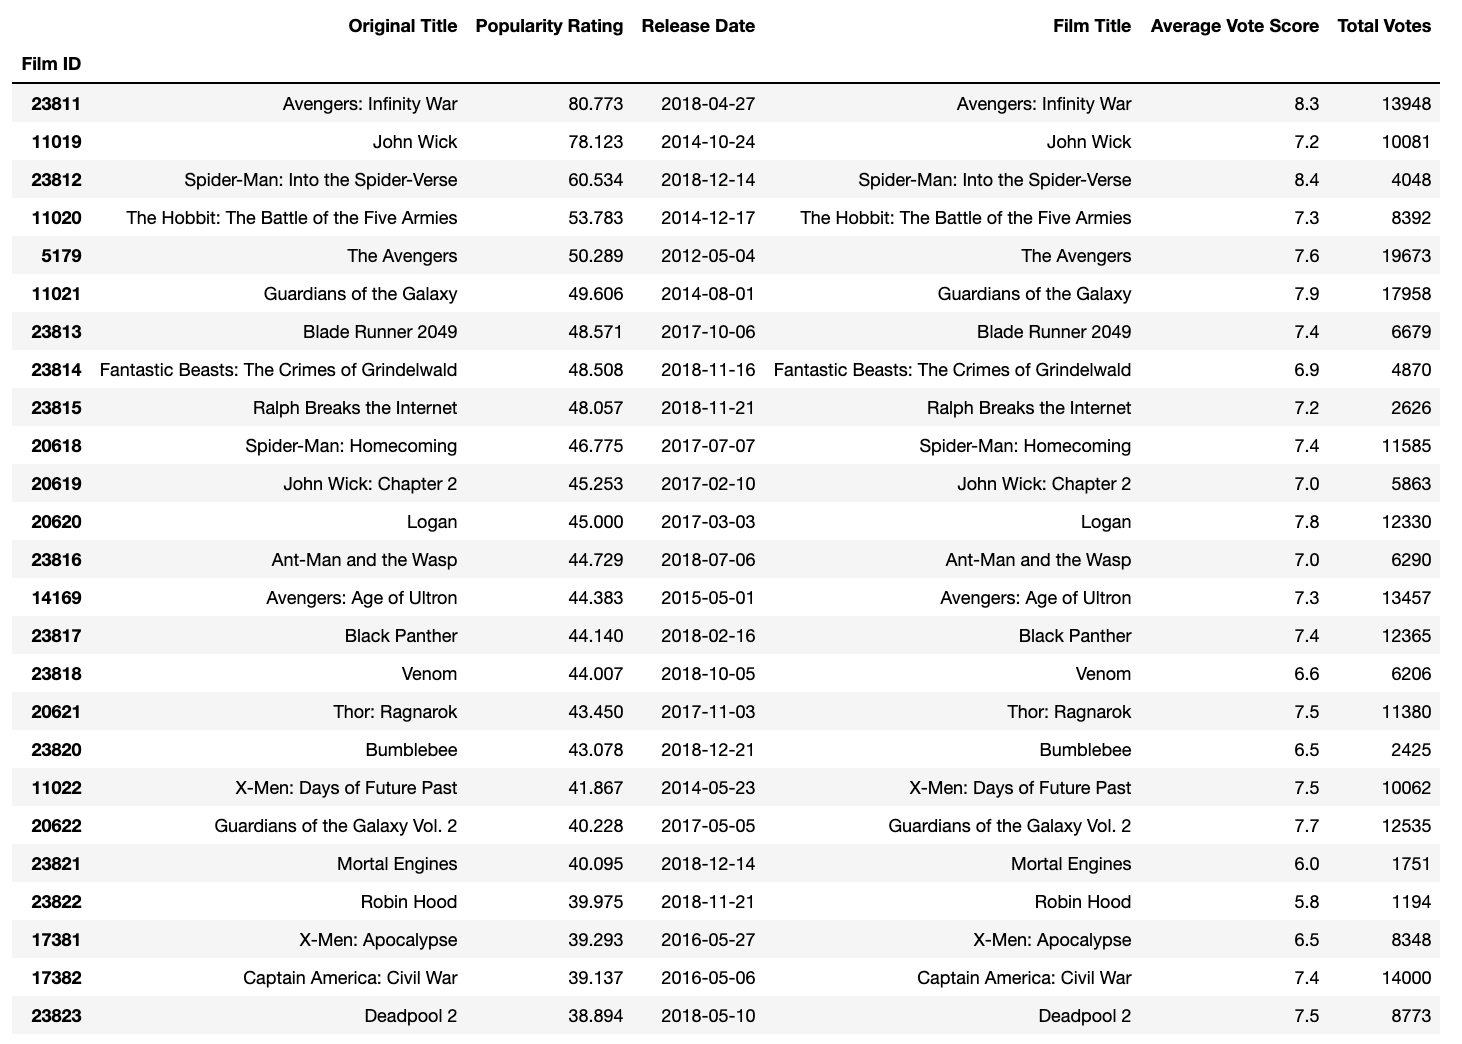 Original Title Popularity Rating Release Date Film Title Average Vote Score Total Votes
Film ID
23811 Avengers: Infinity War 80.773 2018-04-27 Avengers: Infinity War 8.3 13948
11019 John Wick 78.123 2014-10-24 John Wick 7.2 10081
23812 Spider-Man: Into the Spider-Verse 60.534 2018-12-14 Spider-Man: Into the Spider-Verse 8.4 4048
11020 The Hobbit: The Battle of the Five Armies 53.783 2014-12-17 The Hobbit: The Battle of the Five Armies 7.3 8392
5179 The Avengers 50.289 2012-05-04 The Avengers 7.6 19673
11021 Guardians of the Galaxy 49.606 2014-08-01 Guardians of the Galaxy 7.9 17958
23813 Blade Runner 2049 48.571 2017-10-06 Blade Runner 2049 7.4 6679
23814 Fantastic Beasts: The Crimes of Grindelwald 48.508 2018-11-16 Fantastic Beasts: The Crimes of Grindelwald 6.9 4870
23815 Ralph Breaks the Internet 48.057 2018-11-21 Ralph Breaks the Internet 7.2 2626
20618 Spider-Man: Homecoming 46.775 2017-07-07 Spider-Man: Homecoming 7.4 11585
20619 John Wick: Chapter 2 45.253 2017-02-10 John Wick: Chapter 2 7.0 5863
20620 Logan 45.000 2017-03-03 Logan 7.8 12330
23816 Ant-Man and the Wasp 44.729 2018-07-06 Ant-Man and the Wasp 7.0 6290
14169 Avengers: Age of Ultron 44.383 2015-05-01 Avengers: Age of Ultron 7.3 13457
23817 Black Panther 44.140 2018-02-16 Black Panther 7.4 12365
23818 Venom 44.007 2018-10-05 Venom 6.6 6206
20621 Thor: Ragnarok 43.450 2017-11-03 Thor: Ragnarok 7.5 11380
23820 Bumblebee 43.078 2018-12-21 Bumblebee 6.5 2425
11022 X-Men: Days of Future Past 41.867 2014-05-23 X-Men: Days of Future Past 7.5 10062
20622 Guardians of the Galaxy Vol. 2 40.228 2017-05-05 Guardians of the Galaxy Vol. 2 7.7 12535
23821 Mortal Engines 40.095 2018-12-14 Mortal Engines 6.0 1751
23822 Robin Hood 39.975 2018-11-21 Robin Hood 5.8 1194
17381 X-Men: Apocalypse 39.293 2016-05-27 X-Men: Apocalypse 6.5 8348
17382 Captain America: Civil War 39.137 2016-05-06 Captain America: Civil War 7.4 14000
23823 Deadpool 2 38.894 2018-05-10 Deadpool 2 7.5 8773